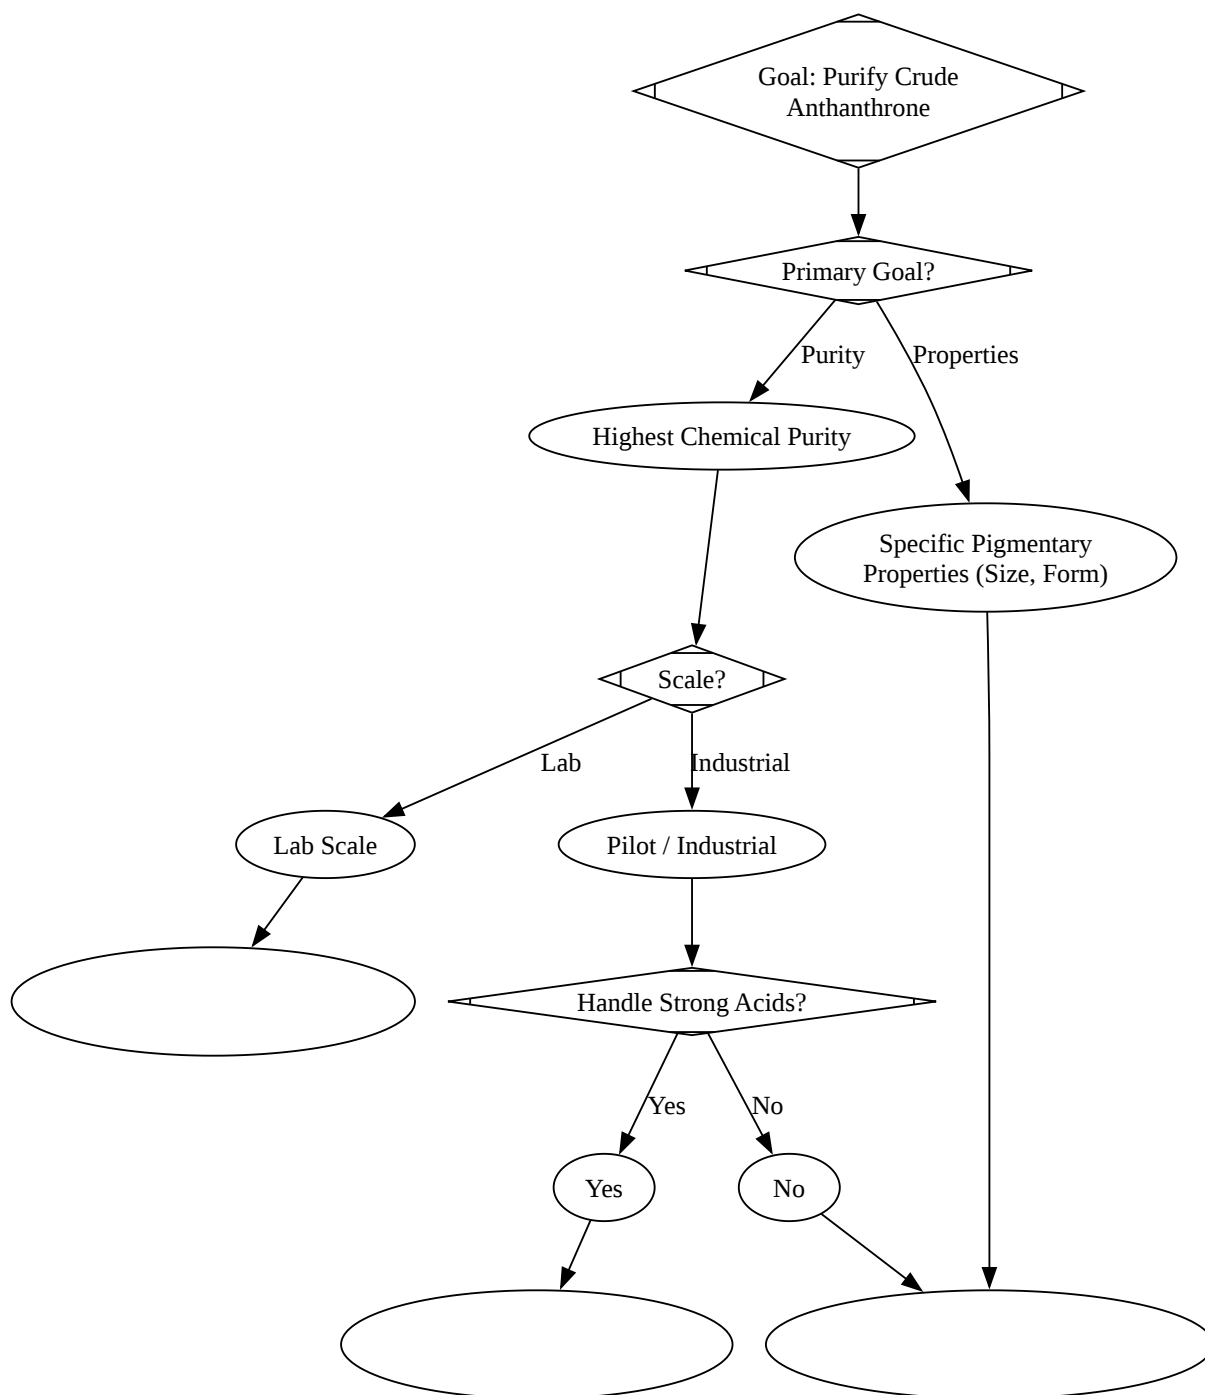 Goal: Purify Crude
Anthanthrone
Primary Goal?
Purity
Properties
Highest Chemical Purity
Specific Pigmentary
Properties (Size, Form)
Scale?
Lab
Industrial
Lab Scale
Pilot / Industrial
Handle Strong Acids?
Yes
No
Yes
No